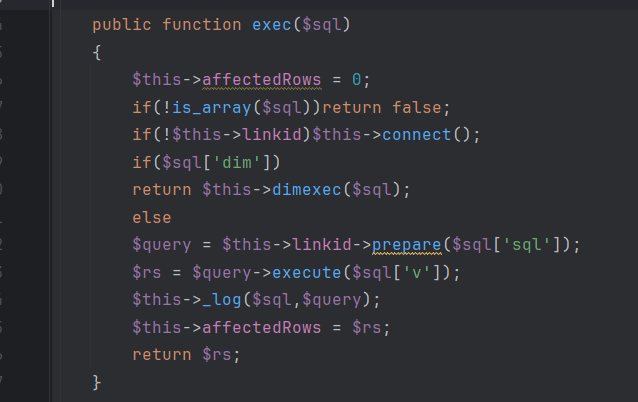 public function exec($sql)
{
$this->affectedRows = 0;
if(!is_array($sql))return false;
if(!$this->linkid)$this->connect();
if($sql['dim'])
return $this->dimexec($sql);
else
$query = $this->linkid->prepare($sql['sql']);
$rs = $query->execute($sql['v']);
$this->_log($sql,$query);
$this->affectedRows = $rs;
return $rs;
}